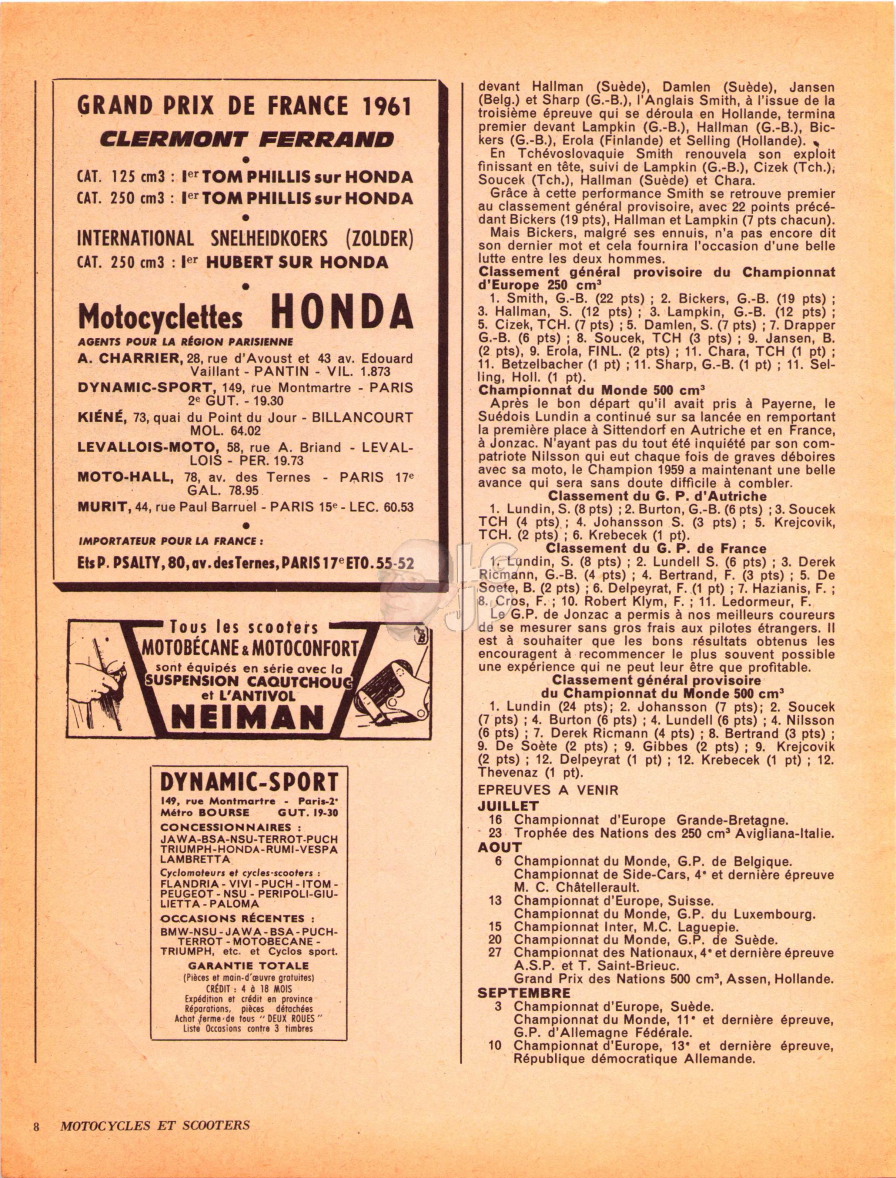 GRAND PRIX DE FRANCE 1961
CLERMONT FERRAND
•
CAT. 125 cm3 : 1er TOM PHILLIS sur HONDA
CAT. 250 cm3 : 1er TOM PHILLIS sur HONDA
•
INTERNATIONAL SNELHEIDKOERS (ZOLDER)
CAT. 250 cm3 : 1er HUBERT SUR HONDA
•
Motocyclettes HONDA
AGENTS POUR LA RÉGION PARISIENNE
A. CHARRIER, 28, rue d'Avoust et 43 av. Edouard
Vaillant - PANTIN - VIL. 1.873
DYNAMIC-SPORT, 149, rue Montmartre - PARIS
2e GUT. - 19.30
KIÉNÉ, 73, quai du Point du Jour - BILLANCOURT
MOL. 64.02
LEVALLOIS-MOTO, 58, rue A. Briand - LEVAL-
LOIS - PER. 19.73
MOTO-HALL, 78, av. des Ternes - PARIS 17e
GAL. 78.95
MURIT, 44, rue Paul Barruel - PARIS 15e - LEC. 60.53
•
IMPORTATEUR POUR LA FRANCE :
Ets P. PSALTY, 80, av. des Ternes, PARIS 17e ETO. 55-52
Tous les scooters
MOTOBÉCANE & MOTOCONFORT
sont équipés en série avec la
SUSPENSION CAOUTCHOUC
et L'ANTIVOL
NEIMAN
DYNAMIC-SPORT
149, rue Montmartre - Paris-2e
Métro BOURSE GUT. 19-30
CONCESSIONNAIRES :
JAWA-BSA-NSU-TERROT-PUCH
TRIUMPH-HONDA-RUMI-VESPA
LAMBRETTA
Cyclomoteurs et cycles-scooters :
FLANDRIA - VIVI - PUCH - ITOM -
PEUGEOT - NSU - PERIPOLI-GIU-
LIETTA - PALOMA
OCCASIONS RÉCENTES :
BMW-NSU-JAWA-BSA-PUCH-
TERROT - MOTOBECANE -
TRIUMPH, etc. et Cyclos sport.
GARANTIE TOTALE
(Pièces et main-d'œuvre gratuites)
CRÉDIT : 4 à 18 MOIS
Expédition et crédit en province
Réparations, pièces détachées
Achat ferme de tous "DEUX ROUES"
Liste Occasions contre 3 timbres
devant Hallman (Suède), Damlen (Suède), Jansen
(Belg.) et Sharp (G.-B.), l'Anglais Smith, à l'issue de la
troisième épreuve qui se déroula en Hollande, termina
premier devant Lampkin (G.-B.), Hallman (G.-B.), Bic-
kers (G.-B.), Erola (Finlande) et Selling (Hollande).
En Tchévoslovaquie Smith renouvela son exploit
finissant en tête, suivi de Lampkin (G.-B.), Cizek (Tch.),
Soucek (Tch.), Hallman (Suède) et Chara.
Grâce à cette performance Smith se retrouve premier
au classement général provisoire, avec 22 points précé-
dant Bickers (19 pts), Hallman et Lampkin (7 pts chacun).
Mais Bickers, malgré ses ennuis, n'a pas encore dit
son dernier mot et cela fournira l'occasion d'une belle
lutte entre les deux hommes.
Classement général provisoire du Championnat
d'Europe 250 cm³
1. Smith, G.-B. (22 pts) ; 2. Bickers, G.-B. (19 pts) ;
3. Hallman, S. (12 pts) ; 3. Lampkin, G.-B. (12 pts) ;
5. Cizek, TCH. (7 pts) ; 5. Damlen, S. (7 pts) ; 7. Drapper
G.-B. (6 pts) ; 8. Soucek, TCH (3 pts) ; 9. Jansen, B.
(2 pts), 9. Erola, FINL. (2 pts) ; 11. Chara, TCH (1 pt) ;
11. Betzelbacher (1 pt) ; 11. Sharp, G.-B. (1 pt) ; 11. Sel-
ling, Holl. (1 pt).
Championnat du Monde 500 cm³
Après le bon départ qu'il avait pris à Payerne, le
Suédois Lundin a continué sur sa lancée en remportant
la première place à Sittendorf en Autriche et en France,
à Jonzac. N'ayant pas du tout été inquiété par son com-
patriote Nilsson qui eut chaque fois de graves déboires
avec sa moto, le Champion 1959 a maintenant une belle
avance qui sera sans doute difficile à combler.
Classement du G. P. d'Autriche
1. Lundin, S. (8 pts) ; 2. Burton, G.-B. (6 pts) ; 3. Soucek
TCH (4 pts) ; 4. Johansson S. (3 pts) ; 5. Krejcovik,
TCH. (2 pts) ; 6. Krebecek (1 pt).
Classement du G. P. de France
1. Lundin, S. (8 pts) ; 2. Lundell S. (6 pts) ; 3. Derek
Ricmann, G.-B. (4 pts) ; 4. Bertrand, F. (3 pts) ; 5. De
Soete, B. (2 pts) ; 6. Delpeyrat, F. (1 pt) ; 7. Hazianis, F. ;
8. Cros, F. ; 10. Robert Klym, F. ; 11. Ledormeur, F.
Le G.P. de Jonzac a permis à nos meilleurs coureurs
de se mesurer sans gros frais aux pilotes étrangers. Il
est à souhaiter que les bons résultats obtenus les
encouragent à recommencer le plus souvent possible
une expérience qui ne peut leur être que profitable.
Classement général provisoire
du Championnat du Monde 500 cm³
1. Lundin (24 pts); 2. Johansson (7 pts); 2. Soucek
(7 pts) ; 4. Burton (6 pts) ; 4. Lundell (6 pts) ; 4. Nilsson
(6 pts) ; 7. Derek Ricmann (4 pts) ; 8. Bertrand (3 pts) ;
9. De Soète (2 pts) ; 9. Gibbes (2 pts) ; 9. Krejcovik
(2 pts) ; 12. Delpeyrat (1 pt) ; 12. Krebecek (1 pt) ; 12.
Thevenaz (1 pt).
EPREUVES A VENIR
JUILLET
16 Championnat d'Europe Grande-Bretagne.
23 Trophée des Nations des 250 cm³ Avigliana-Italie.
AOUT
6 Championnat du Monde, G.P. de Belgique.
Championnat de Side-Cars, 4e et dernière épreuve
M. C. Châtellerault.
13 Championnat d'Europe, Suisse.
Championnat du Monde, G.P. du Luxembourg.
15 Championnat Inter, M.C. Laguepie.
20 Championnat du Monde, G.P. de Suède.
27 Championnat des Nationaux, 4e et dernière épreuve
A.S.P. et T. Saint-Brieuc.
Grand Prix des Nations 500 cm³, Assen, Hollande.
SEPTEMBRE
3 Championnat d'Europe, Suède.
Championnat du Monde, 11e et dernière épreuve,
G.P. d'Allemagne Fédérale.
10 Championnat d'Europe, 13e et dernière épreuve,
République démocratique Allemande.
8 MOTOCYCLES ET SCOOTERS